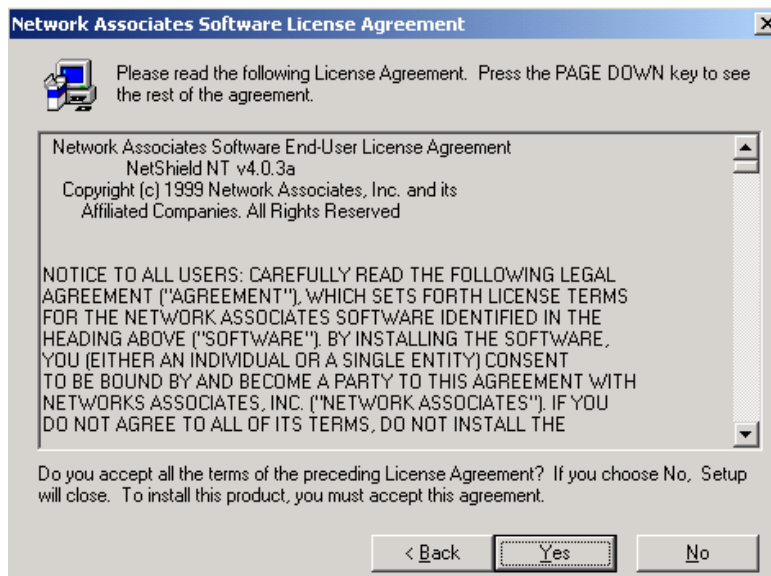 Network Associates Software License Agreement
Please read the following License Agreement. Press the PAGE DOWN key to see
the rest of the agreement.
Network Associates Software End-User License Agreement
NetShield NT v4.0.3a
Copyright (c) 1999 Network Associates, Inc. and its
Affiliated Companies. All Rights Reserved
NOTICE TO ALL USERS: CAREFULLY READ THE FOLLOWING LEGAL
AGREEMENT ("AGREEMENT"), WHICH SETS FORTH LICENSE TERMS
FOR THE NETWORK ASSOCIATES SOFTWARE IDENTIFIED IN THE
HEADING ABOVE ("SOFTWARE"). BY INSTALLING THE SOFTWARE,
YOU (EITHER AN INDIVIDUAL OR A SINGLE ENTITY) CONSENT
TO BE BOUND BY AND BECOME A PARTY TO THIS AGREEMENT WITH
NETWORKS ASSOCIATES, INC. ("NETWORK ASSOCIATES"). IF YOU
DO NOT AGREE TO ALL OF ITS TERMS, DO NOT INSTALL THE
Do you accept all the terms of the preceding License Agreement? If you choose No, Setup
will close. To install this product, you must accept this agreement.
< Back
Yes
No